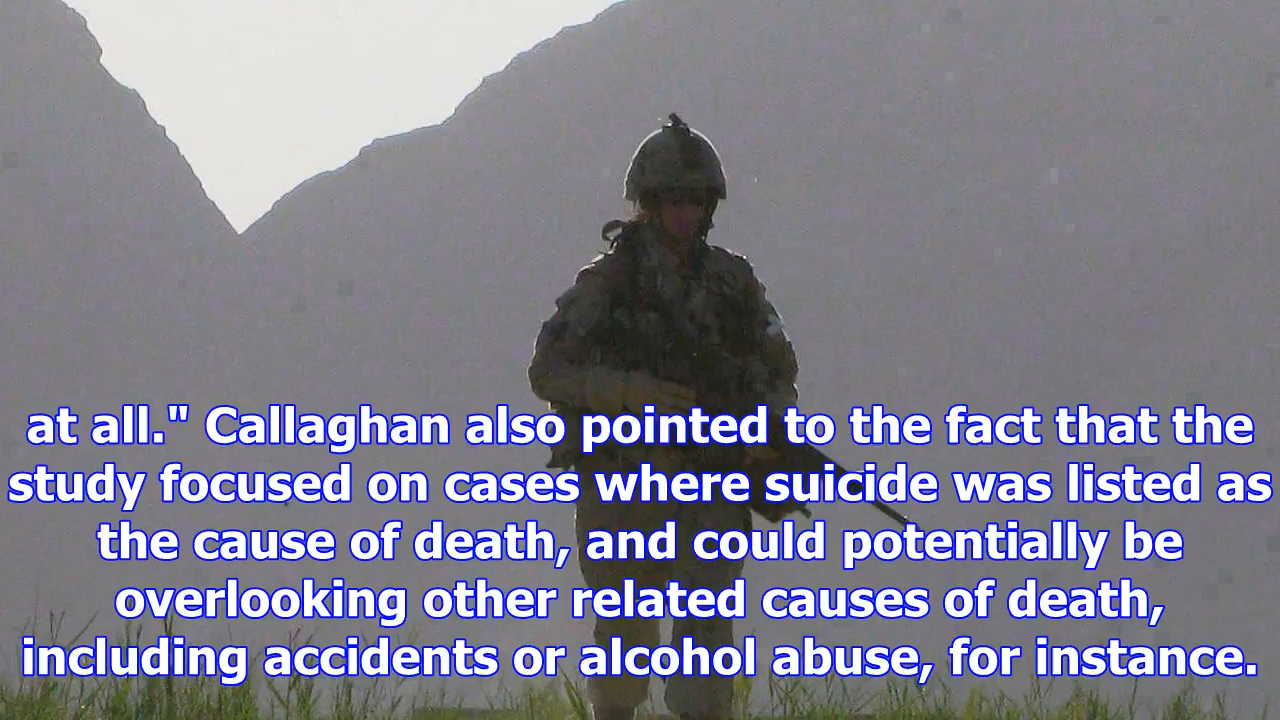 at all." Callaghan also pointed to the fact that the
study focused on cases where suicide was listed as
the cause of death, and could potentially be
overlooking other related causes of death,
including accidents or alcohol abuse, for instance.